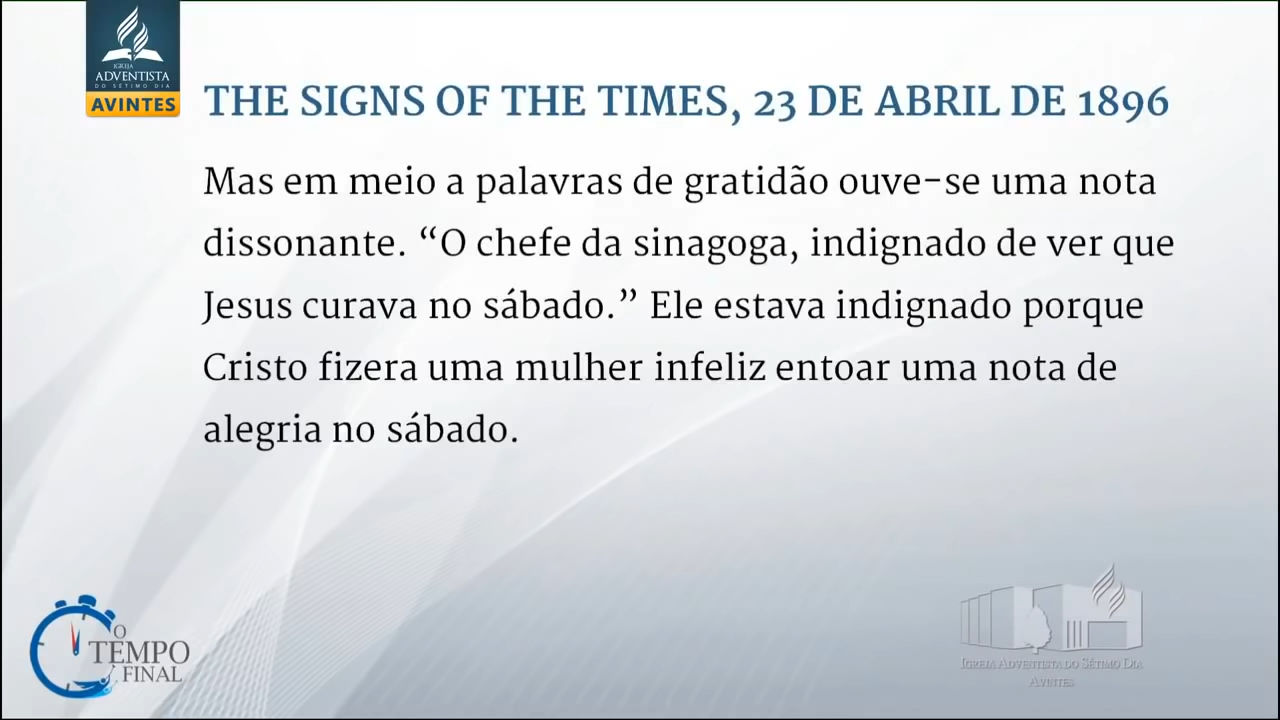 IGREJA
ADVENTISTA
DO SÉTIMO DIA
AVINTES
THE SIGNS OF THE TIMES, 23 DE ABRIL DE 1896
Mas em meio a palavras de gratidão ouve-se uma nota
dissonante. “O chefe da sinagoga, indignado de ver que
Jesus curava no sábado.” Ele estava indignado porque
Cristo fizera uma mulher infeliz entoar uma nota de
alegria no sábado.
O
TEMPO
FINAL
IGREJA ADVENTISTA DO SÉTIMO DIA
AVINTES